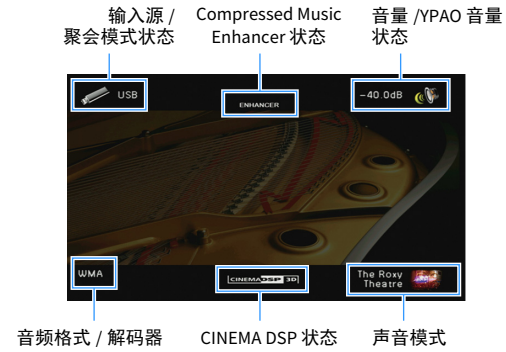 输入源 /
聚会模式状态
Compressed Music
Enhancer 状态
音量 /YPAO 音量
状态
USB
ENHANCER
-40.0dB
WMA
CINEMA DSP 3D
The Roxy
Theatre
音频格式 / 解码器
CINEMA DSP 状态
声音模式